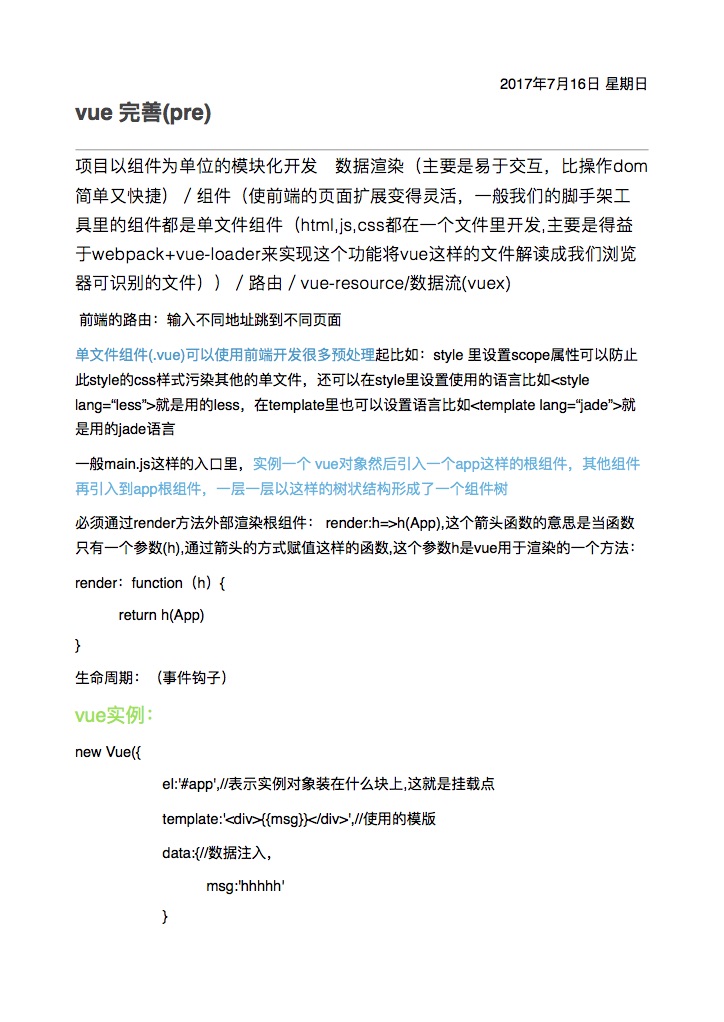 2017年7月16日 星期日
vue 完善(pre)
项目以组件为单位的模块化开发　数据渲染（主要是易于交互，比操作dom
简单又快捷）/ 组件（使前端的页面扩展变得灵活，一般我们的脚手架工
具里的组件都是单文件组件（html,js,css都在一个文件里开发,主要是得益
于webpack+vue-loader来实现这个功能将vue这样的文件解读成我们浏览
器可识别的文件））/ 路由 / vue-resource/数据流(vuex)
前端的路由：输入不同地址跳到不同页面
单文件组件(.vue)可以使用前端开发很多预处理起比如：style 里设置scope属性可以防止
此style的css样式污染其他的单文件，还可以在style里设置使用的语言比如<style
lang=“less”>就是用的less，在template里也可以设置语言比如<template lang=“jade”>就
是用的jade语言
一般main.js这样的入口里，实例一个 vue对象然后引入一个app这样的根组件，其他组件
再引入到app根组件，一层一层以这样的树状结构形成了一个组件树
必须通过render方法外部渲染根组件： render:h=>h(App),这个箭头函数的意思是当函数
只有一个参数(h),通过箭头的方式赋值这样的函数,这个参数h是vue用于渲染的一个方法：
render：function（h）{
return h(App)
}
生命周期：（事件钩子）
vue实例：
new Vue({
el:'#app',//表示实例对象装在什么块上,这就是挂载点
template:'<div>{{msg}}</div>',//使用的模版
data:{//数据注入，
msg:'hhhhh'
}